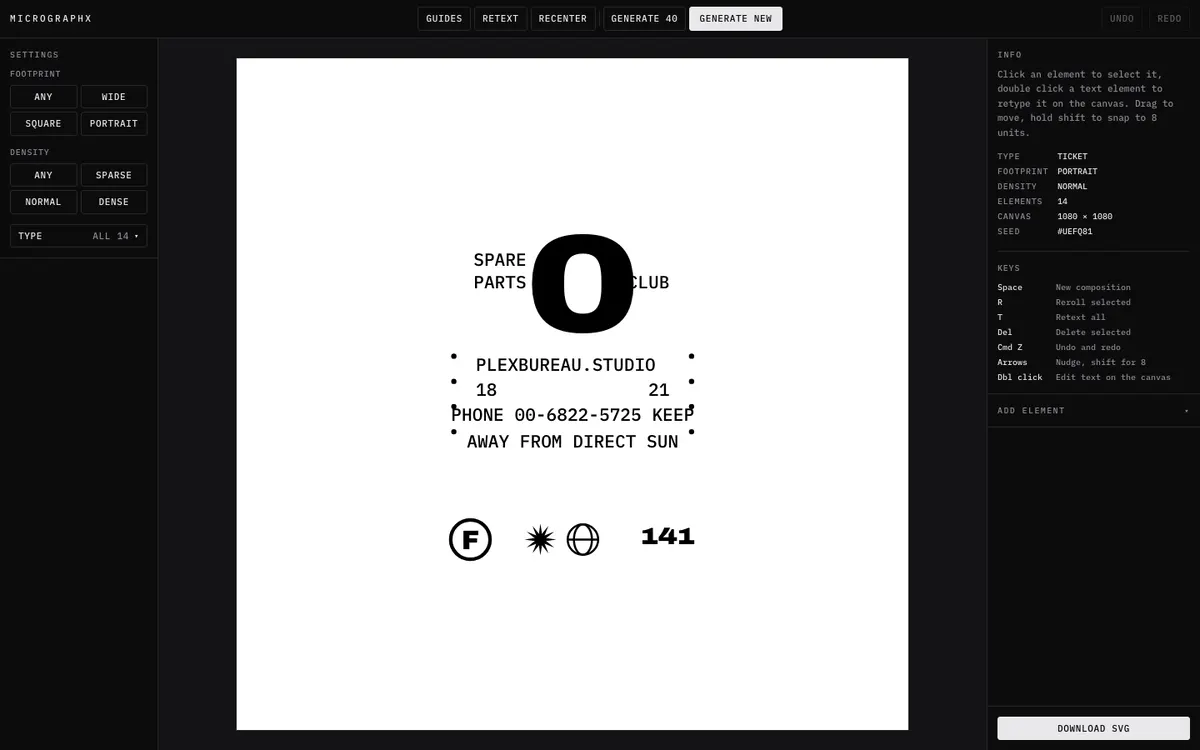 MICROGRAPHX
GUIDES
RETEXT
RECENTER
GENERATE 40
GENERATE NEW
UNDO
REDO
SETTINGS
FOOTPRINT
ANY
WIDE
SQUARE
PORTRAIT
DENSITY
ANY
SPARSE
NORMAL
DENSE
TYPE ALL 14
SPARE
PARTS
O
CLUB
PLEXBUREAU.STUDIO
18 21
PHONE 00-6822-5725 KEEP
AWAY FROM DIRECT SUN
F
141
INFO
Click an element to select it,
double click a text element to
retype it on the canvas. Drag to
move, hold shift to snap to 8
units.
TYPE TICKET
FOOTPRINT PORTRAIT
DENSITY NORMAL
ELEMENTS 14
CANVAS 1080 × 1080
SEED #UEFQ81
KEYS
Space New composition
R Reroll selected
T Retext all
Del Delete selected
Cmd Z Undo and redo
Arrows Nudge, shift for 8
Dbl click Edit text on the canvas
ADD ELEMENT
DOWNLOAD SVG